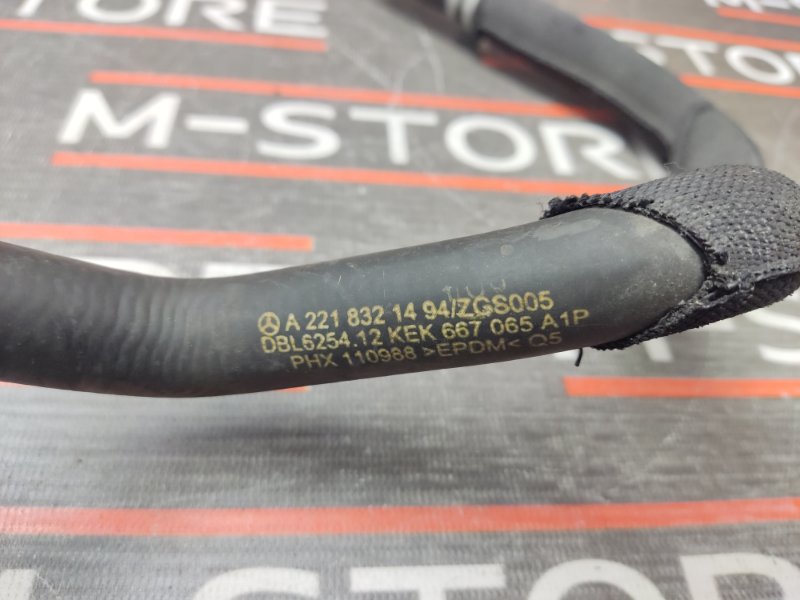 M-STORE
A 221 832 14 94/ZGS005
DBL6254.12 KEK 667 065 A1P
PHX 110988 >EPDM< Q5